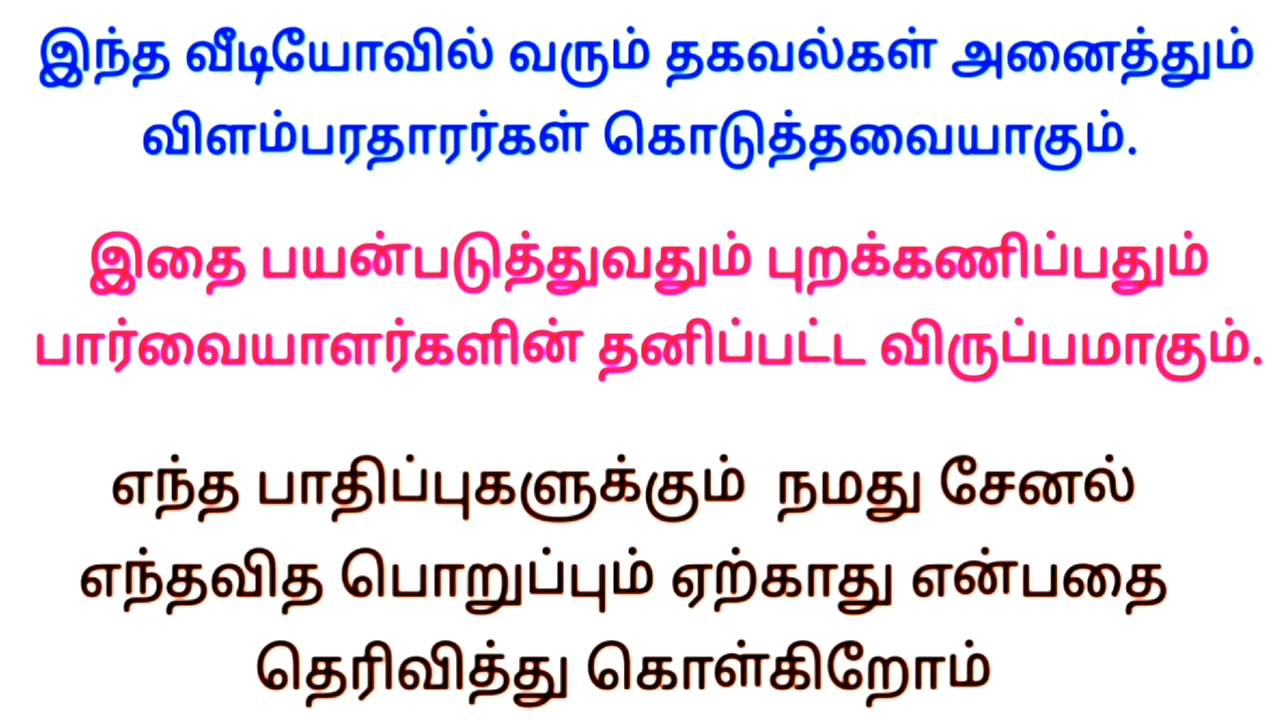 இந்த வீடியோவில் வரும் தகவல்கள் அனைத்தும்
விளம்பரதாரர்கள் கொடுத்தவையாகும்.
இதை பயன்படுத்துவதும் புறக்கணிப்பதும்
பார்வையாளர்களின் தனிப்பட்ட விருப்பமாகும்.
எந்த பாதிப்புகளுக்கும் நமது சேனல்
எந்தவித பொறுப்பும் ஏற்காது என்பதை
தெரிவித்து கொள்கிறோம்